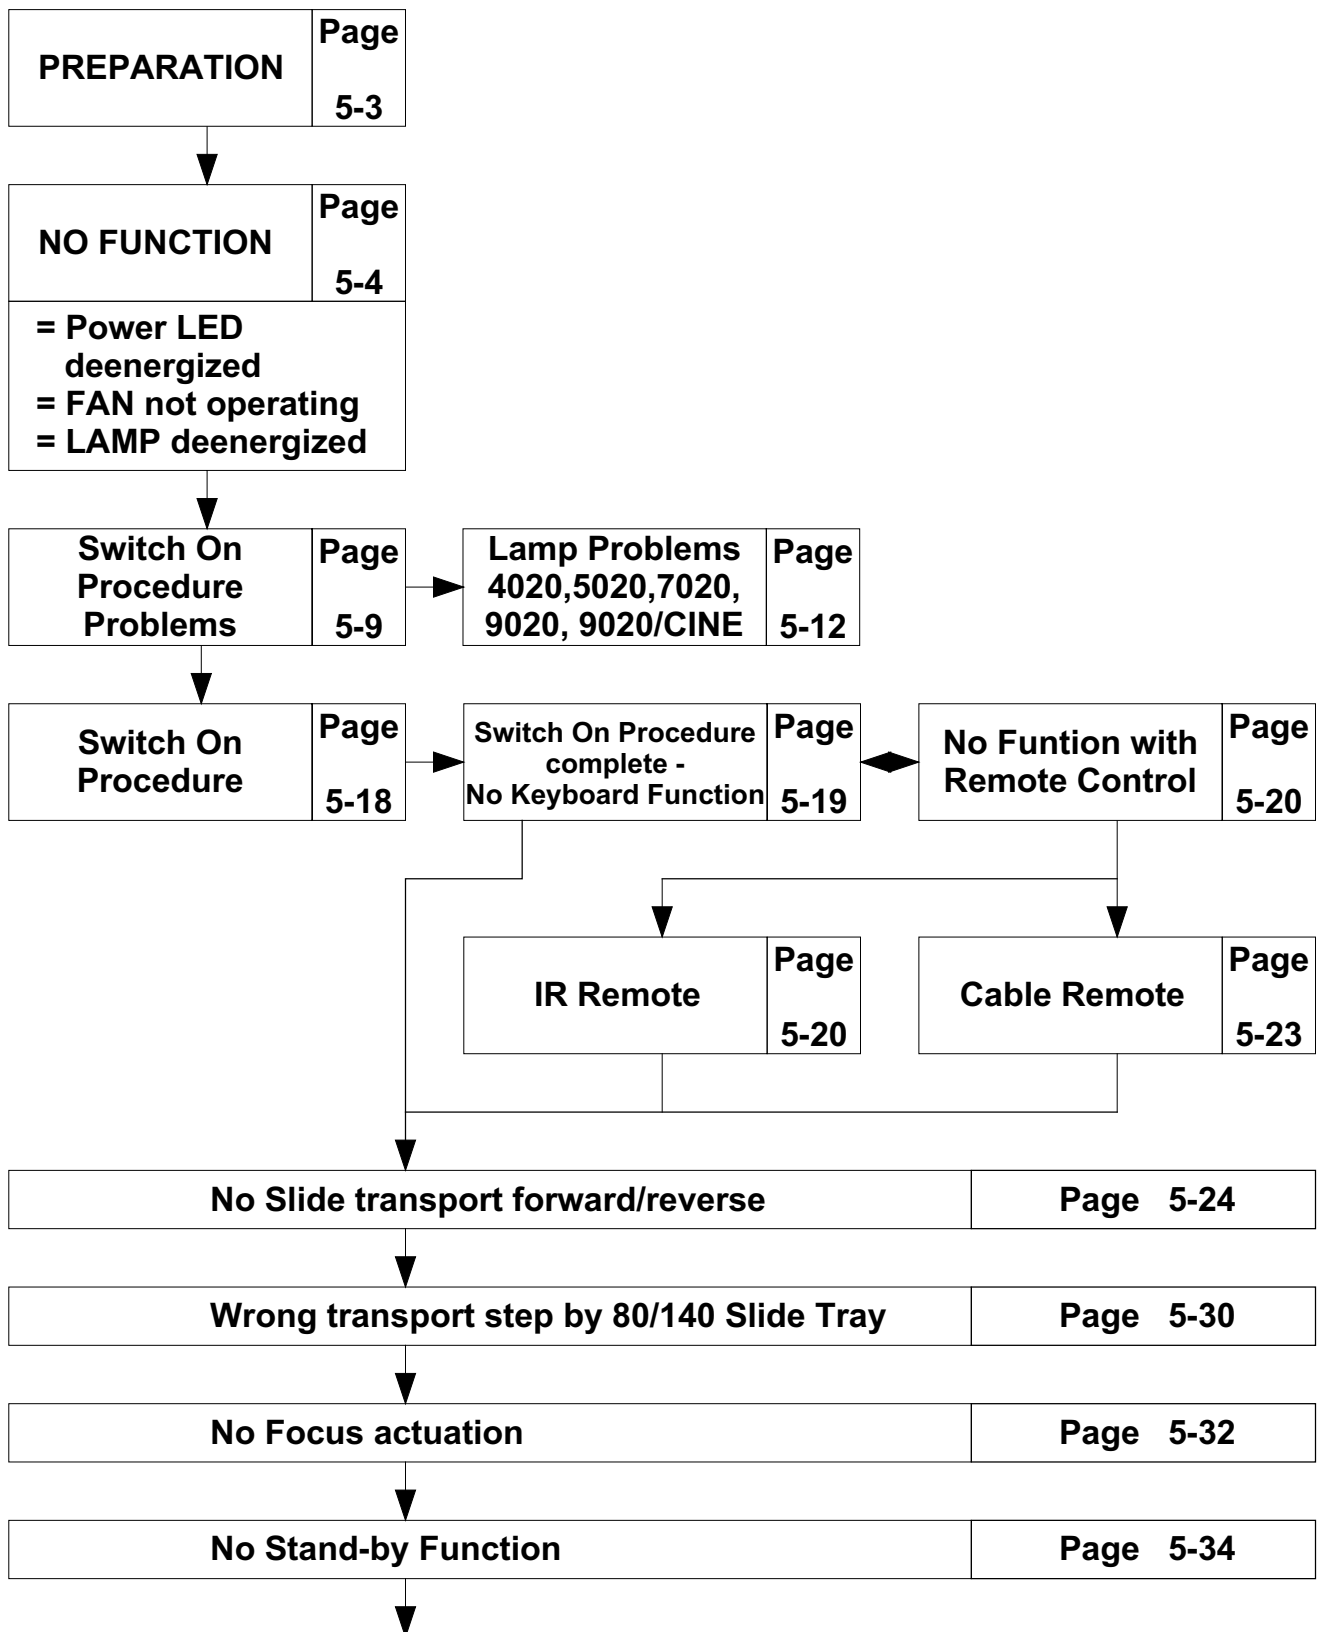 PREPARATION
Page
5-3
NO FUNCTION
Page
5-4
= Power LED
deenergized
= FAN not operating
= LAMP deenergized
Switch On
Procedure
Problems
Page
5-9
Lamp Problems
4020,5020,7020,
9020, 9020/CINE
Page
5-12
Switch On
Procedure
Page
5-18
Switch On Procedure
complete -
No Keyboard Function
Page
5-19
No Funtion with
Remote Control
Page
5-20
IR Remote
Page
5-20
Cable Remote
Page
5-23
No Slide transport forward/reverse
Page 5-24
Wrong transport step by 80/140 Slide Tray
Page 5-30
No Focus actuation
Page 5-32
No Stand-by Function
Page 5-34